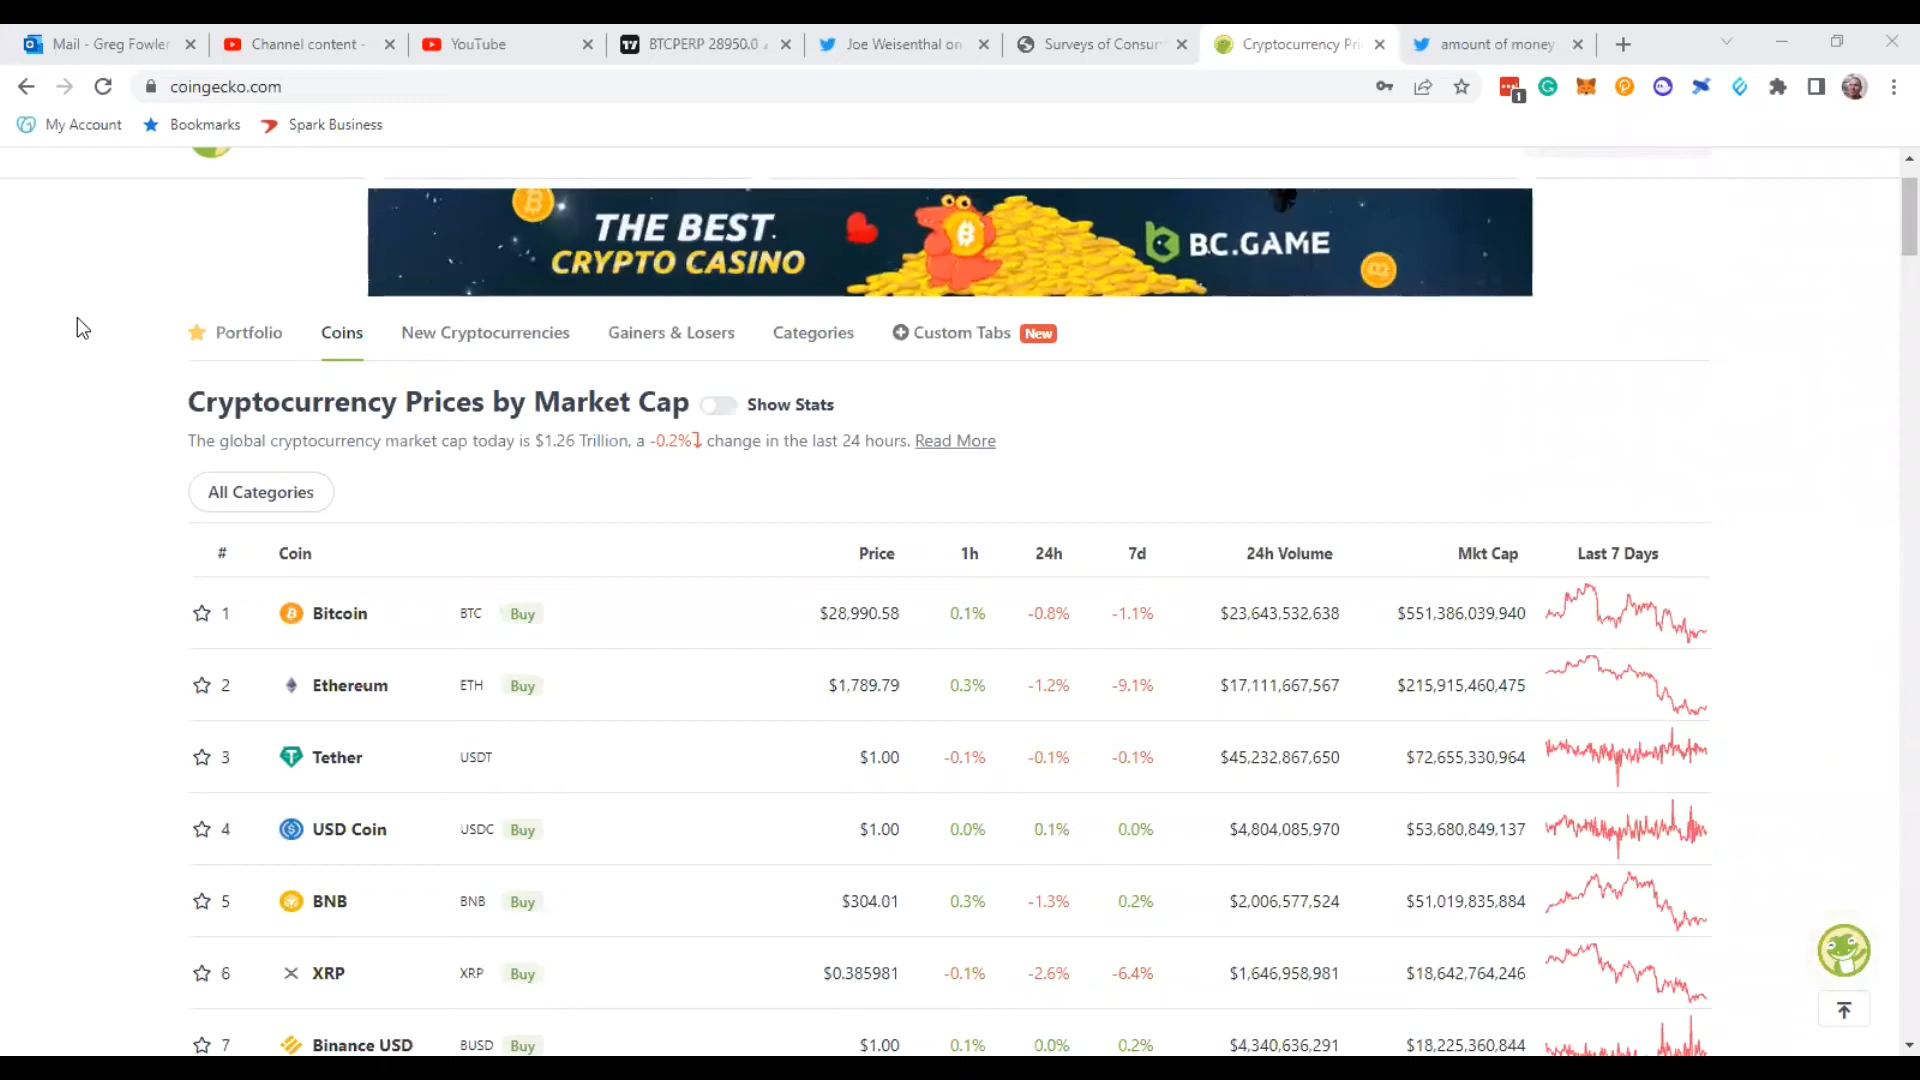 Mail - Greg Fowler
Channel content -
YouTube
BTCPERP 28950.0
Joe Weisenthal on
Surveys of Consum
Cryptocurrency Pri
amount of money
coingecko.com
1
My Account
Bookmarks
Spark Business
THE BEST
CRYPTO CASINO
BC.GAME
Portfolio
Coins
New Cryptocurrencies
Gainers & Losers
Categories
Custom Tabs
New
Cryptocurrency Prices by Market Cap
Show Stats
The global cryptocurrency market cap today is $1.26 Trillion, a -0.2% change in the last 24 hours. Read More
All Categories
# Coin Price 1h 24h 7d 24h Volume Mkt Cap Last 7 Days
1 Bitcoin BTC Buy $28,990.58 0.1% -0.8% -1.1% $23,643,532,638 $551,386,039,940
2 Ethereum ETH Buy $1,789.79 0.3% -1.2% -9.1% $17,111,667,567 $215,915,460,475
3 Tether USDT $1.00 -0.1% -0.1% -0.1% $45,232,867,650 $72,655,330,964
4 USD Coin USDC Buy $1.00 0.0% 0.1% 0.0% $4,804,085,970 $53,680,849,137
5 BNB BNB Buy $304.01 0.3% -1.3% 0.2% $2,006,577,524 $51,019,835,884
6 XRP XRP Buy $0.385981 -0.1% -2.6% -6.4% $1,646,958,981 $18,642,764,246
7 Binance USD BUSD Buy $1.00 0.1% 0.0% 0.2% $4,340,636,291 $18,225,360,844